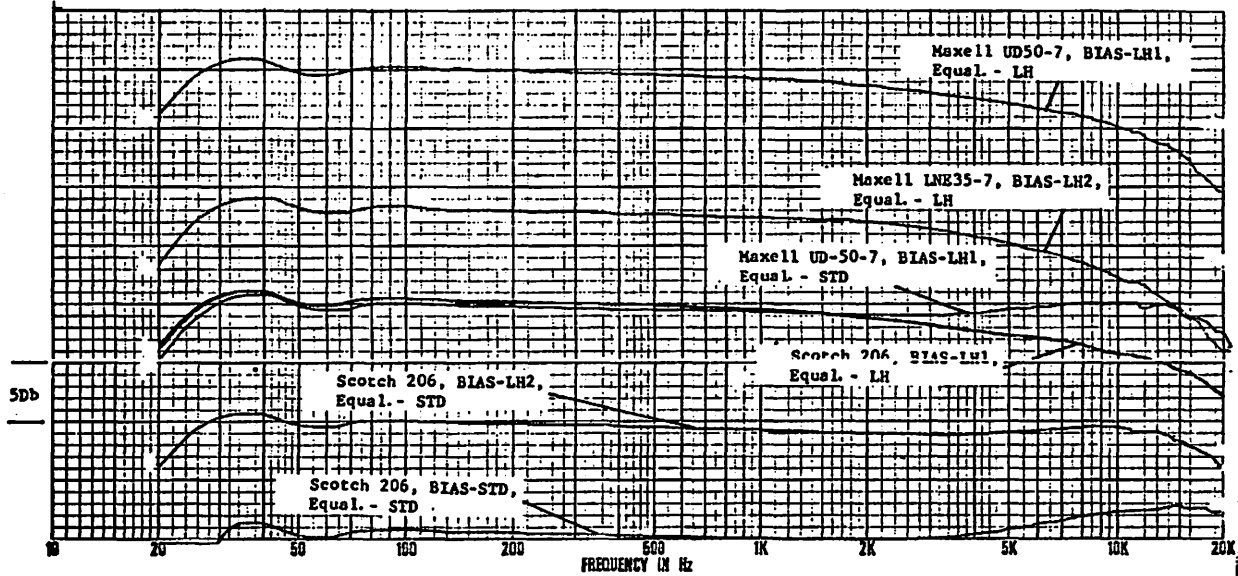 Maxell UD50-7, BIAS-LH1,
Equal. - LH
Maxell LNE35-7, BIAS-LH2,
Equal. - LH
Maxell UD-50-7, BIAS-LH1,
Equal. - STD
Scotch 206, BIAS-LH1,
Equal. - LH
5Db
Scotch 206, BIAS-LH2,
Equal. - STD
Scotch 206, BIAS-STD,
Equal. - STD
10 20 50 100 200 500 1K 2K 5K 10K 20K
FREQUENCY IN Hz